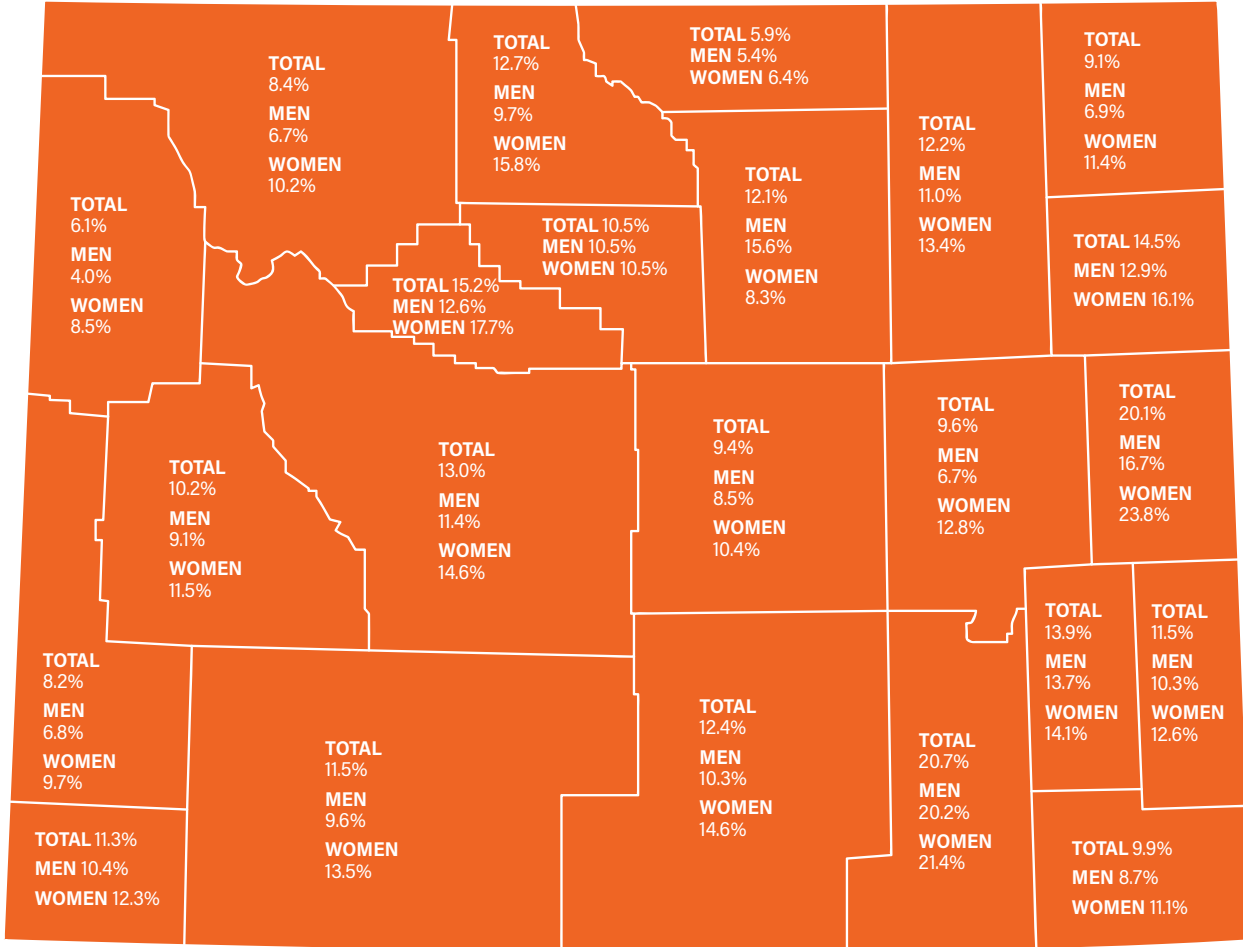 TOTAL
8.4%
MEN
6.7%
WOMEN
10.2%
TOTAL
12.7%
MEN
9.7%
WOMEN
15.8%
TOTAL 5.9%
MEN 5.4%
WOMEN 6.4%
TOTAL
12.2%
MEN
11.0%
WOMEN
13.4%
TOTAL
9.1%
MEN
6.9%
WOMEN
11.4%
TOTAL
6.1%
MEN
4.0%
WOMEN
8.5%
TOTAL 15.2%
MEN 12.6%
WOMEN 17.7%
TOTAL 10.5%
MEN 10.5%
WOMEN 10.5%
TOTAL
12.1%
MEN
15.6%
WOMEN
8.3%
TOTAL 14.5%
MEN 12.9%
WOMEN 16.1%
TOTAL
10.2%
MEN
9.1%
WOMEN
11.5%
TOTAL
13.0%
MEN
11.4%
WOMEN
14.6%
TOTAL
9.4%
MEN
8.5%
WOMEN
10.4%
TOTAL
9.6%
MEN
6.7%
WOMEN
12.8%
TOTAL
20.1%
MEN
16.7%
WOMEN
23.8%
TOTAL
8.2%
MEN
6.8%
WOMEN
9.7%
TOTAL
11.5%
MEN
9.6%
WOMEN
13.5%
TOTAL
12.4%
MEN
10.3%
WOMEN
14.6%
TOTAL
20.7%
MEN
20.2%
WOMEN
21.4%
TOTAL
13.9%
MEN
13.7%
WOMEN
14.1%
TOTAL
11.5%
MEN
10.3%
WOMEN
12.6%
TOTAL 11.3%
MEN 10.4%
WOMEN 12.3%
TOTAL 9.9%
MEN 8.7%
WOMEN 11.1%